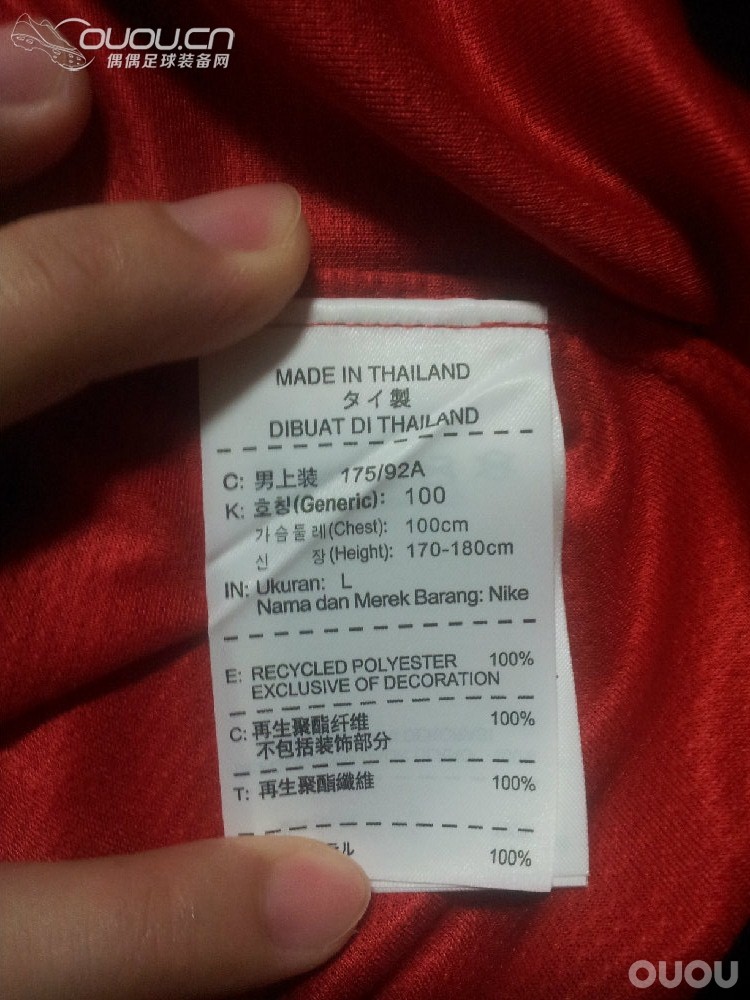 OUOU.CN
偶偶足球装备网
MADE IN THAILAND
タイ製
DIBUAT DI THAILAND
C: 男上装 175/92A
K: 호칭(Generic): 100
가슴둘레(Chest): 100cm
신 장(Height): 170-180cm
IN: Ukuran: L
Nama dan Merek Barang: Nike
E: RECYCLED POLYESTER 100%
EXCLUSIVE OF DECORATION
C: 再生聚酯纤维 100%
不包括装饰部分
T: 再生聚酯纖維 100%
100%
OUOU